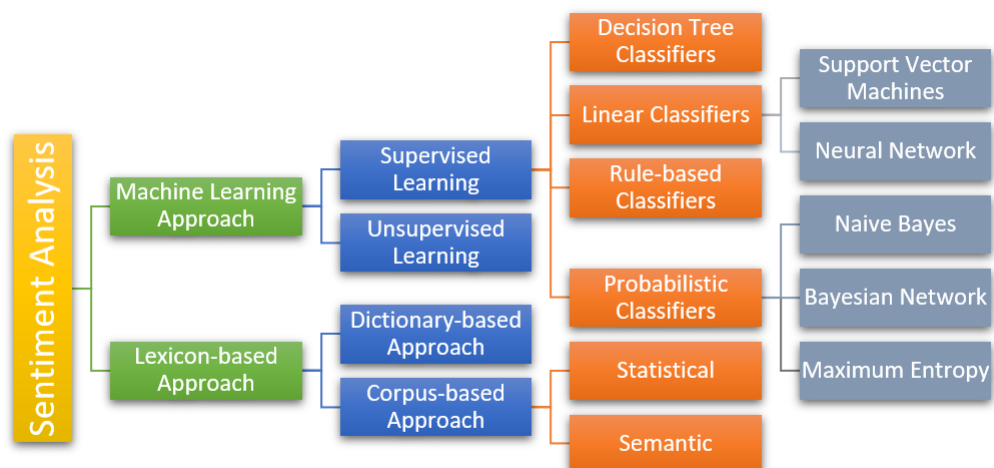 Sentiment Analysis
Machine Learning
Approach
Lexicon-based
Approach
Supervised
Learning
Unsupervised
Learning
Dictionary-based
Approach
Corpus-based
Approach
Decision Tree
Classifiers
Linear Classifiers
Rule-based
Classifiers
Probabilistic
Classifiers
Statistical
Semantic
Support Vector
Machines
Neural Network
Naive Bayes
Bayesian Network
Maximum Entropy